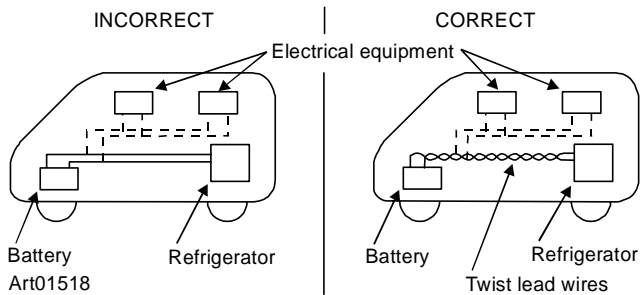 INCORRECT
CORRECT
Electrical equipment
Battery
Refrigerator
Art01518
Battery
Refrigerator
Twist lead wires